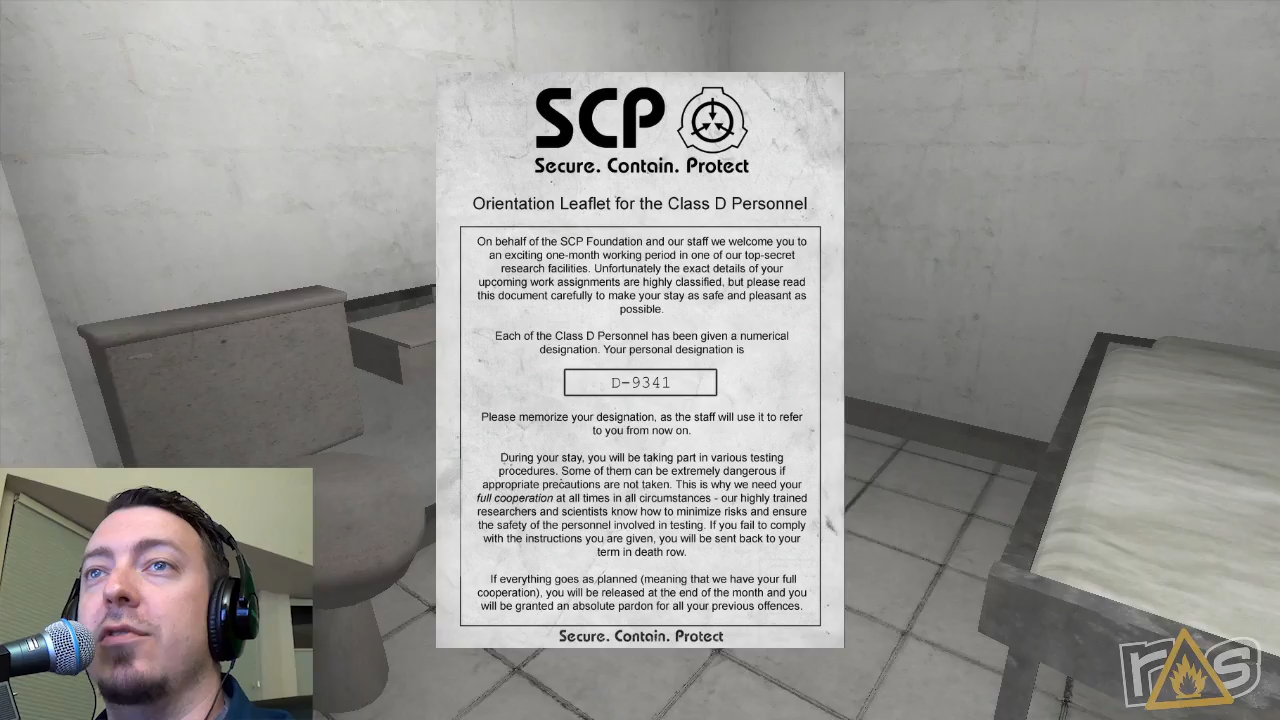 SCP
Secure. Contain. Protect
Orientation Leaflet for the Class D Personnel
On behalf of the SCP Foundation and our staff we welcome you to
an exciting one-month working period in one of our top-secret
research facilities. Unfortunately the exact details of your
upcoming work assignments are highly classified, but please read
this document carefully to make your stay as safe and pleasant as
possible.
Each of the Class D Personnel has been given a numerical
designation. Your personal designation is
D-9341
Please memorize your designation, as the staff will use it to refer
to you from now on.
During your stay, you will be taking part in various testing
procedures. Some of them can be extremely dangerous if
appropriate precautions are not taken. This is why we need your
full cooperation at all times in all circumstances - our highly trained
researchers and scientists know how to minimize risks and ensure
the safety of the personnel involved in testing. If you fail to comply
with the instructions you are given, you will be sent back to your
term in death row.
If everything goes as planned (meaning that we have your full
cooperation), you will be released at the end of the month and you
will be granted an absolute pardon for all your previous offences.
Secure. Contain. Protect